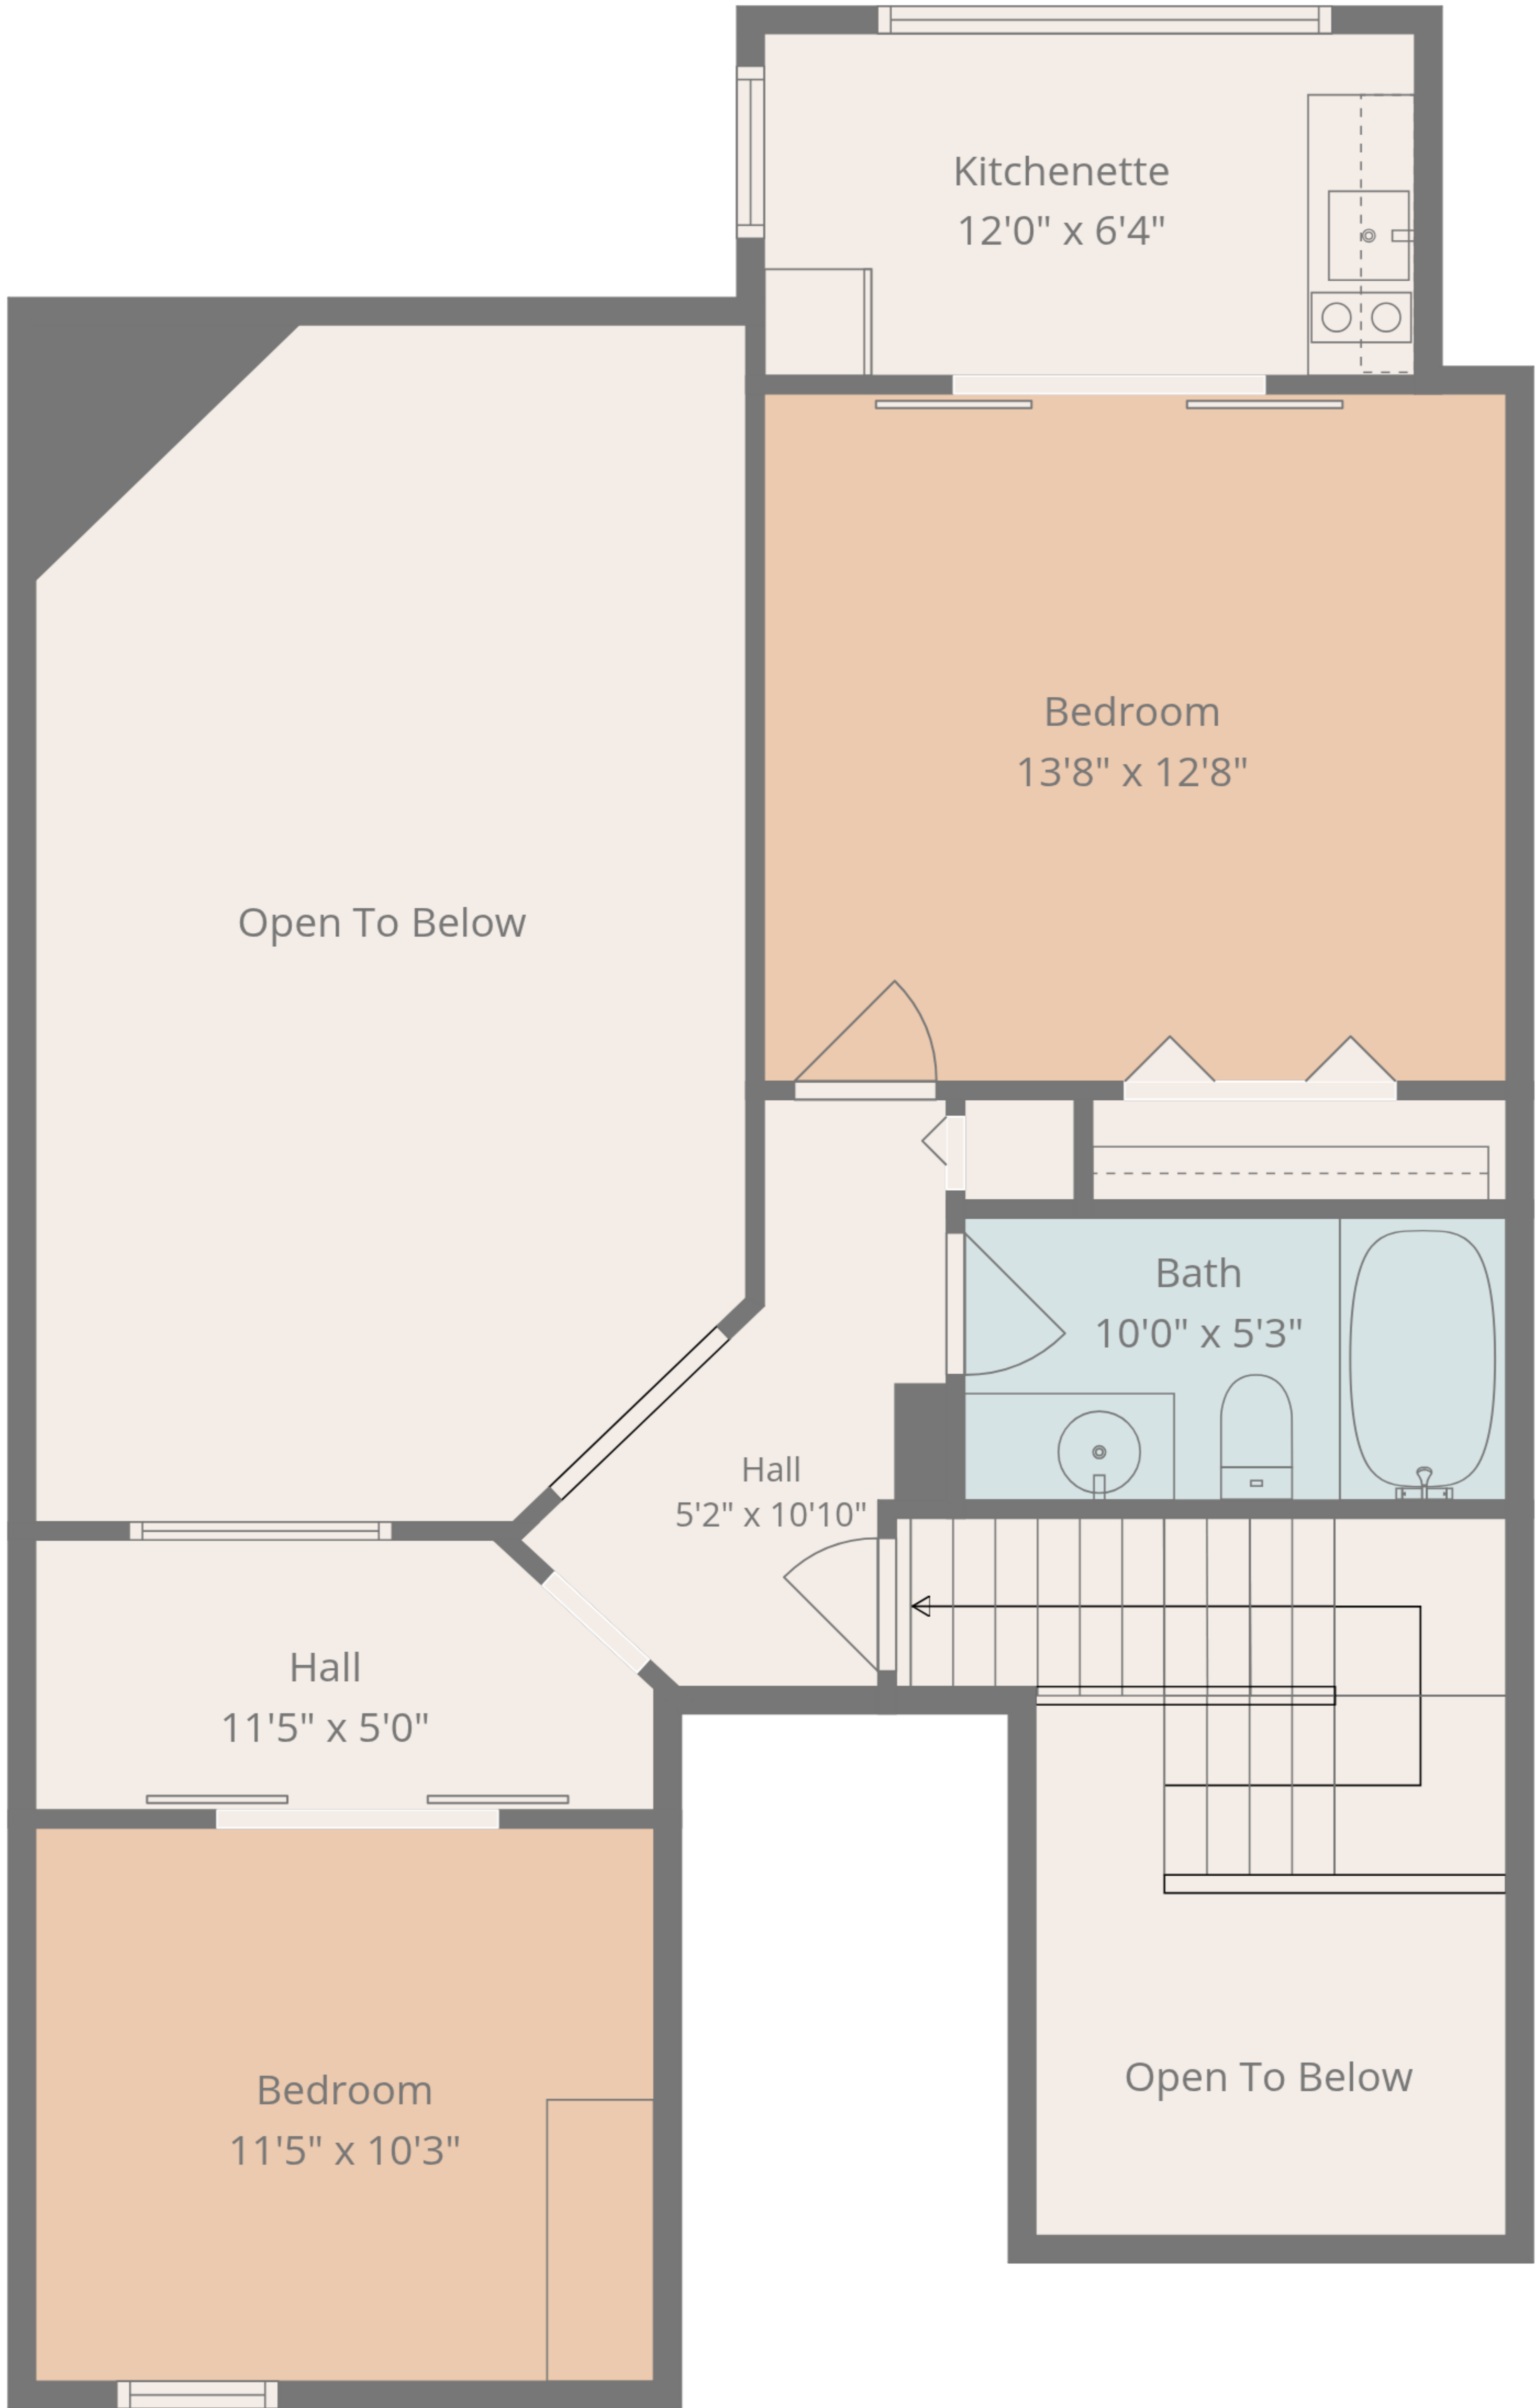 Kitchenette
12'0" x 6'4"
Bedroom
13'8" x 12'8"
Open To Below
Bath
10'0" x 5'3"
Hall
5'2" x 10'10"
Hall
11'5" x 5'0"
Bedroom
11'5" x 10'3"
Open To Below